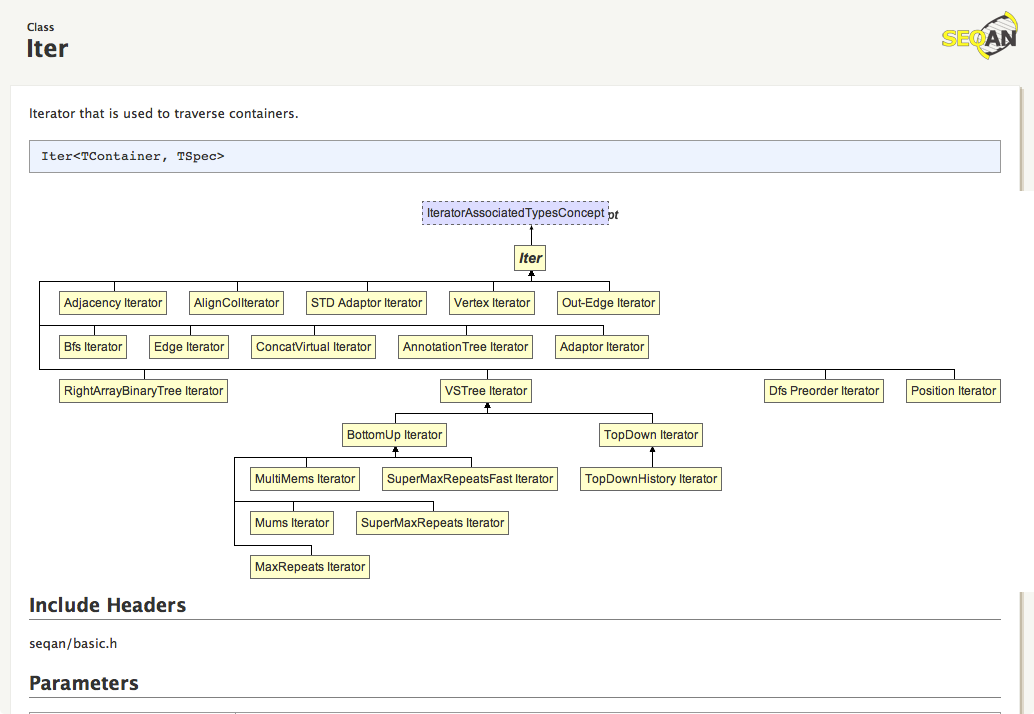 Class
Iter
SEQAN
Iterator that is used to traverse containers.
Iter<TContainer, TSpec>
IteratorAssociatedTypesConcept pt
Iter
Adjacency Iterator AlignColIterator STD Adaptor Iterator Vertex Iterator Out-Edge Iterator
Bfs Iterator Edge Iterator ConcatVirtual Iterator AnnotationTree Iterator Adaptor Iterator
RightArrayBinaryTree Iterator VSTree Iterator Dfs Preorder Iterator Position Iterator
BottomUp Iterator TopDown Iterator
MultiMems Iterator SuperMaxRepeatsFast Iterator TopDownHistory Iterator
Mums Iterator SuperMaxRepeats Iterator
MaxRepeats Iterator
Include Headers
seqan/basic.h
Parameters